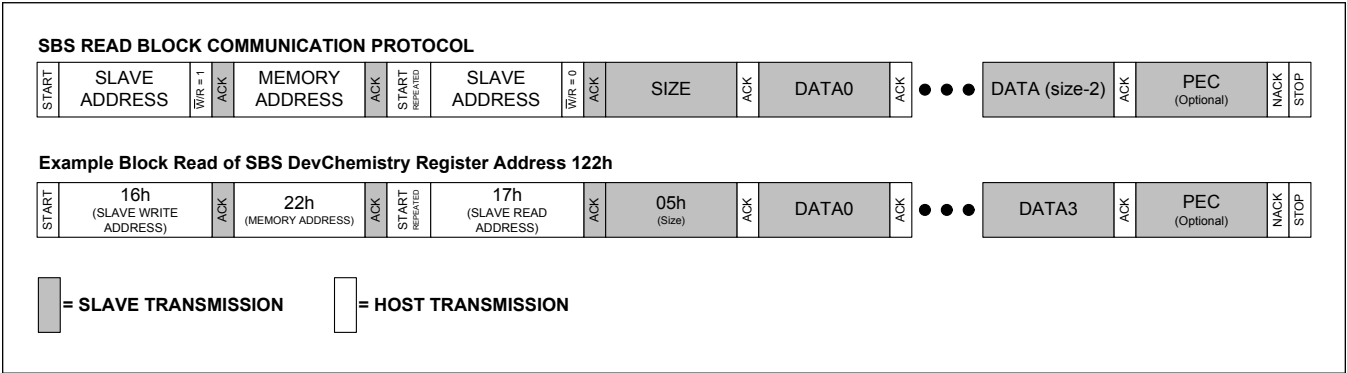 SBS READ BLOCK COMMUNICATION PROTOCOL
START SLAVE ADDRESS W̅/R = 1 ACK MEMORY ADDRESS ACK START REPEATED SLAVE ADDRESS W̅/R = 0 ACK SIZE ACK DATA0 ACK ● ● ● DATA (size-2) ACK PEC (Optional) NACK STOP
Example Block Read of SBS DevChemistry Register Address 122h
START 16h (SLAVE WRITE ADDRESS) ACK 22h (MEMORY ADDRESS) ACK START REPEATED 17h (SLAVE READ ADDRESS) ACK 05h (Size) ACK DATA0 ACK ● ● ● DATA3 ACK PEC (Optional) NACK STOP
= SLAVE TRANSMISSION = HOST TRANSMISSION